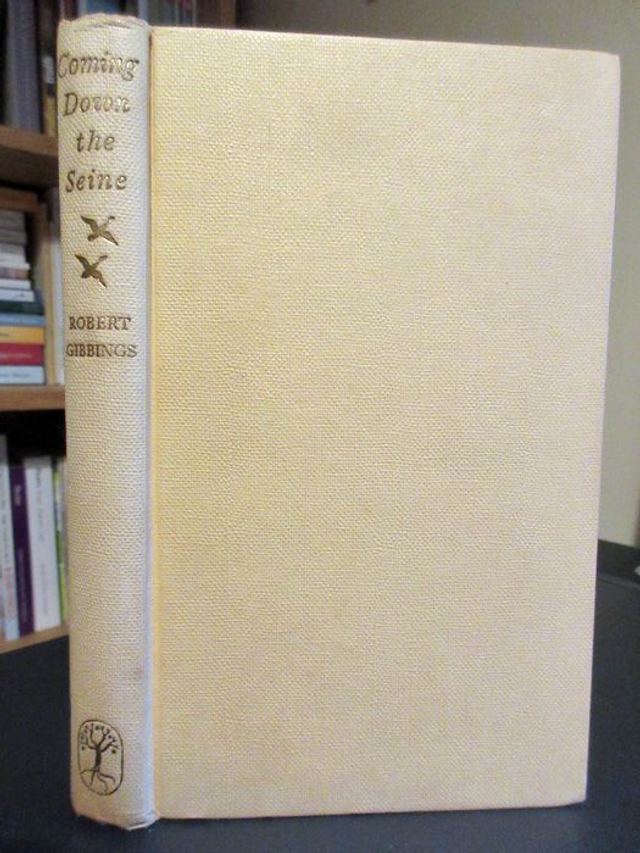 Coming
Down
the
Seine
ROBERT
GIBBINGS